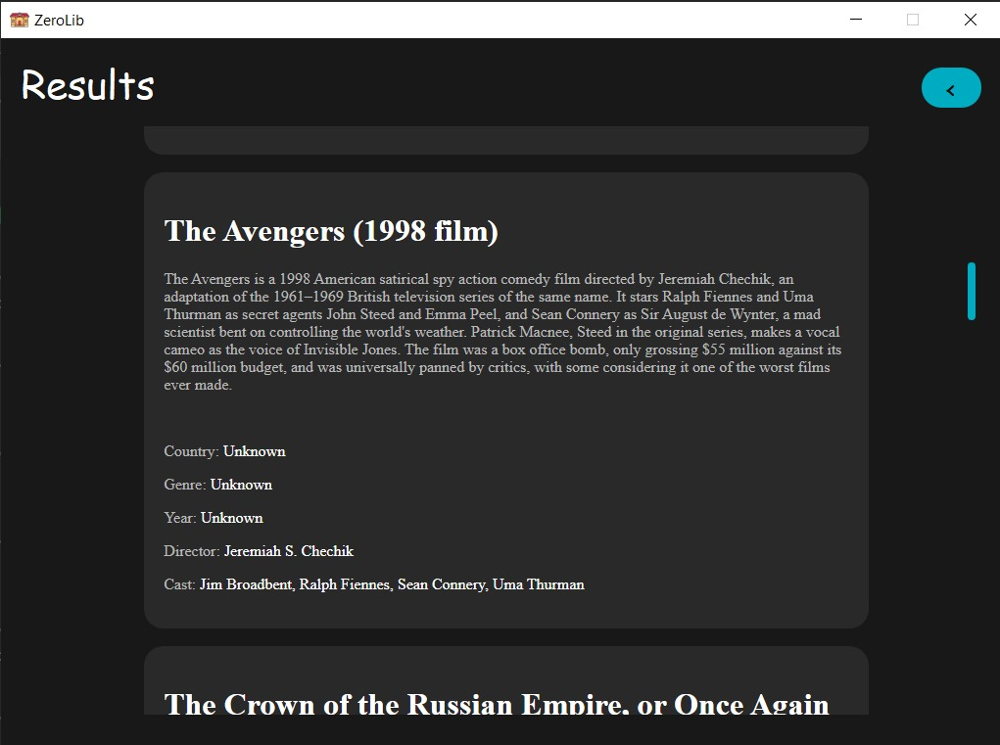 ZeroLib
Results
<
The Avengers (1998 film)
The Avengers is a 1998 American satirical spy action comedy film directed by Jeremiah Chechik, an
adaptation of the 1961–1969 British television series of the same name. It stars Ralph Fiennes and Uma
Thurman as secret agents John Steed and Emma Peel, and Sean Connery as Sir August de Wynter, a mad
scientist bent on controlling the world's weather. Patrick Macnee, Steed in the original series, makes a vocal
cameo as the voice of Invisible Jones. The film was a box office bomb, only grossing $55 million against its
$60 million budget, and was universally panned by critics, with some considering it one of the worst films
ever made.
Country: Unknown
Genre: Unknown
Year: Unknown
Director: Jeremiah S. Chechik
Cast: Jim Broadbent, Ralph Fiennes, Sean Connery, Uma Thurman
The Crown of the Russian Empire, or Once Again